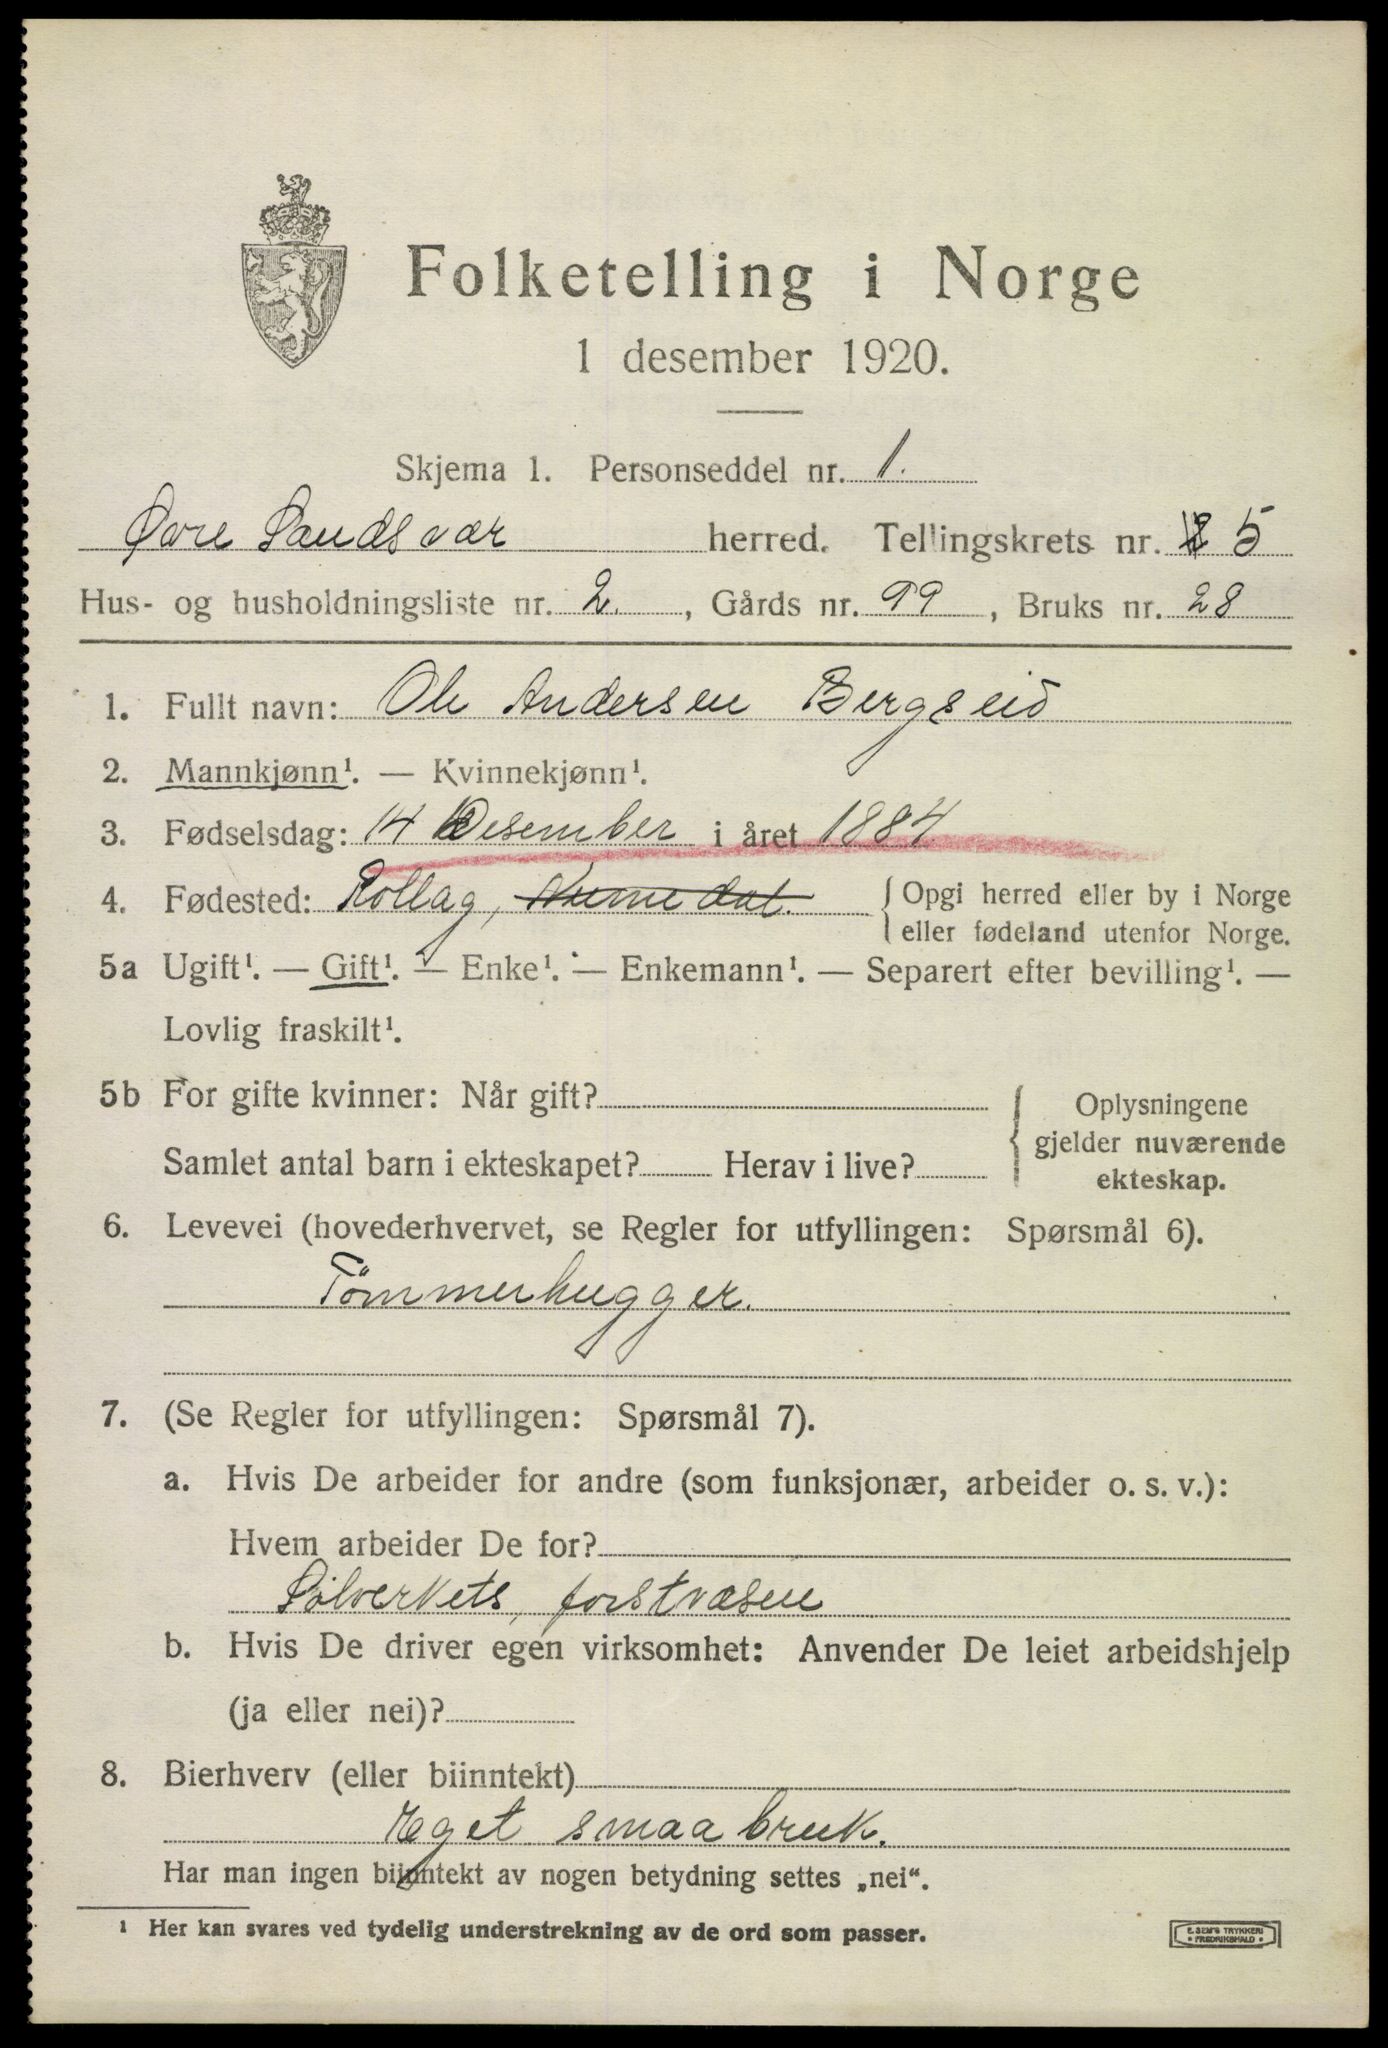 Folketelling i Norge
1 desember 1920.
Skjema 1. Personseddel nr. 1.
Øvre Sandsvær herred. Tellingskrets nr. 5
Hus- og husholdningsliste nr. 2. , Gårds nr. 99 , Bruks nr. 28
1. Fullt navn: Ole Andersen Bergseid
2. Mannkjønn¹. — Kvinnekjønn¹.
3. Fødselsdag: 14 Desember i året 1884
4. Fødested: Rollag, Numedal. { Opgi herred eller by i Norge
eller fødeland utenfor Norge.
5a Ugift¹. — Gift¹. — Enke¹. — Enkemann¹. — Separert efter bevilling¹. —
Lovlig fraskilt¹.
5b For gifte kvinner: Når gift? { Oplysningene
gjelder nuværende
Samlet antal barn i ekteskapet? Herav i live? ekteskap.
6. Levevei (hovederhvervet, se Regler for utfyllingen: Spørsmål 6).
Tømmerhugger.
7. (Se Regler for utfyllingen: Spørsmål 7).
a. Hvis De arbeider for andre (som funksjonær, arbeider o. s. v.):
Hvem arbeider De for?
Sølverkets, forstvæsen
b. Hvis De driver egen virksomhet: Anvender De leiet arbeidshjelp
(ja eller nei)?
8. Bierhverv (eller biinntekt)
Eget smaabruk.
Har man ingen biinntekt av nogen betydning settes „nei“.
¹ Her kan svares ved tydelig understrekning av de ord som passer.
E. SEM'S TRYKKERI
• FREDRIKSHALD •